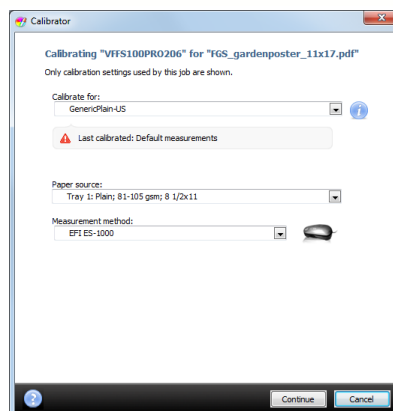 Calibrator
Calibrating "VFFS100PRO206" for "FGS_gardenposter_11x17.pdf"
Only calibration settings used by this job are shown.
Calibrate for:
GenericPlain-US
Last calibrated: Default measurements
Paper source:
Tray 1: Plain; 81-105 gsm; 8 1/2x11
Measurement method:
EFI ES-1000
Continue
Cancel